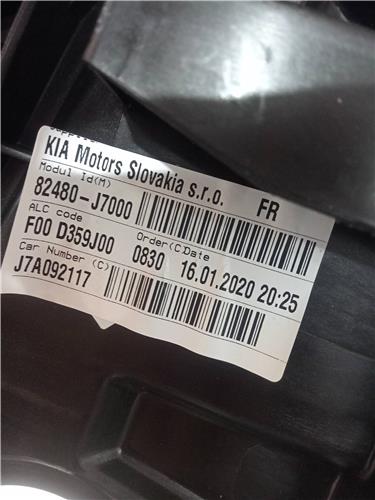 KIA Motors Slovakia s.r.o.
Modul Id(M) FR
82480-J7000
ALC code Order(C)Date
F00 D359J00 0830 16.01.2020 20:25
Car Number (C)
J7A092117